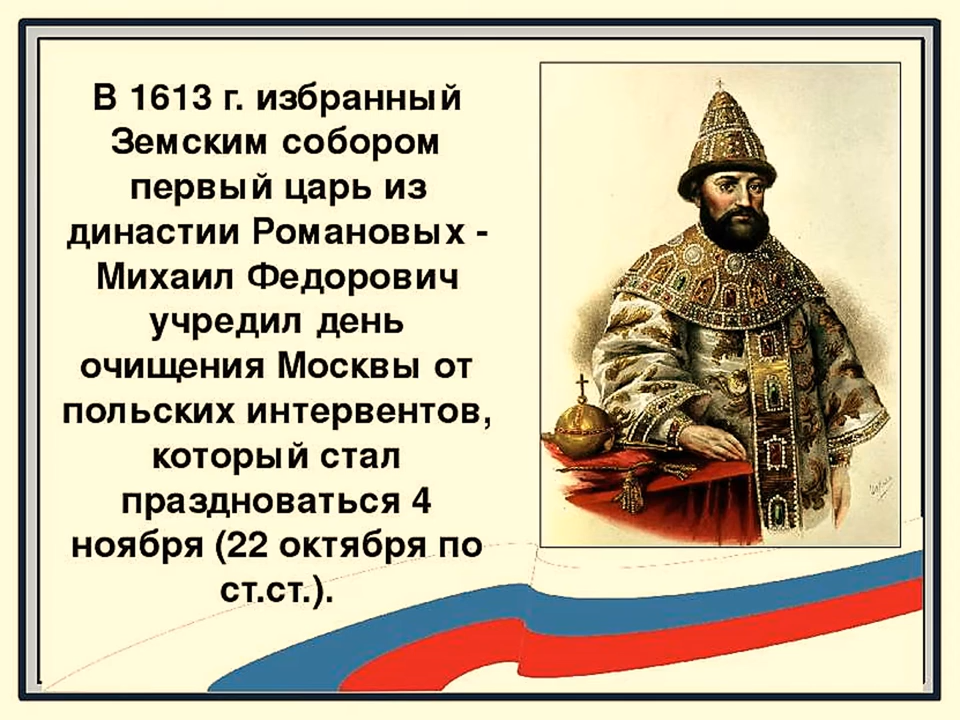 В 1613 г. избранный
Земским собором
первый царь из
династии Романовых -
Михаил Федорович
учредил день
очищения Москвы от
польских интервентов,
который стал
праздноваться 4
ноября (22 октября по
ст.ст.).